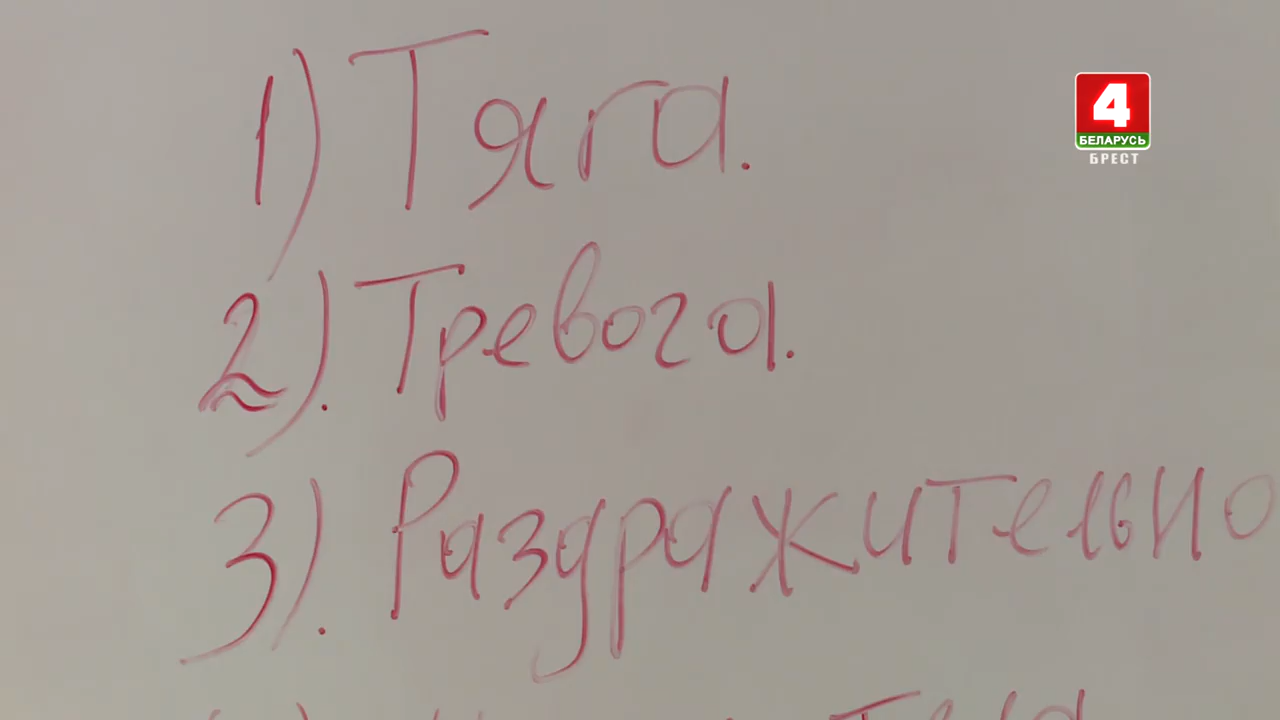 1) Тяга.
2). Тревога.
3). Раздражительно
4
БЕЛАРУСЬ
БРЕСТ